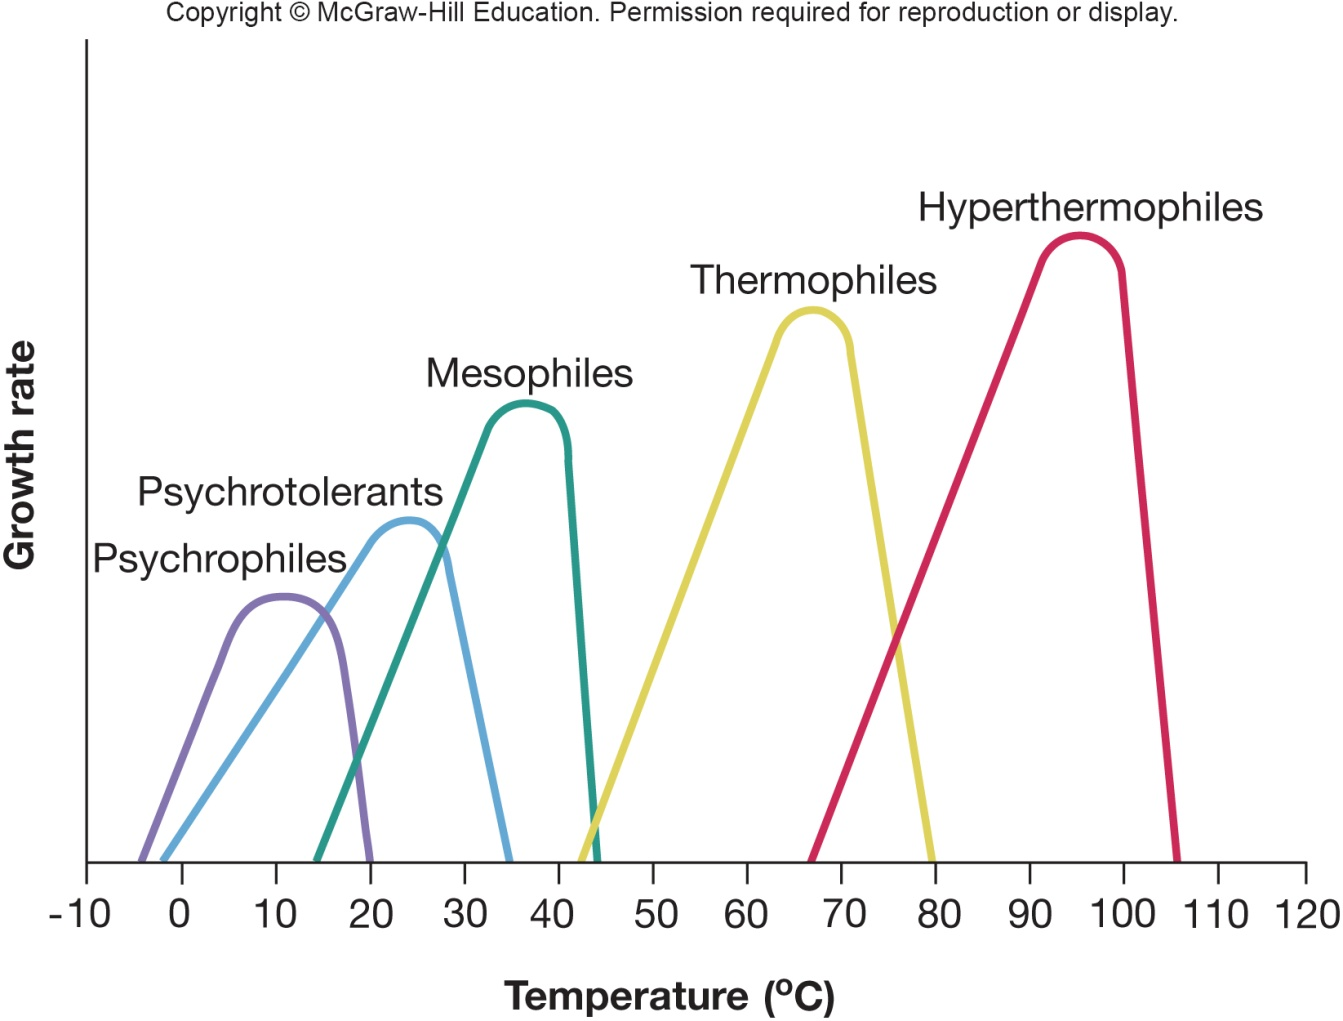 Copyright © McGraw-Hill Education. Permission required for reproduction or display.
Hyperthermophiles
Thermophiles
Mesophiles
Psychrotolerants
Psychrophiles
Growth rate
-10 0 10 20 30 40 50 60 70 80 90 100 110 120
Temperature (ºC)